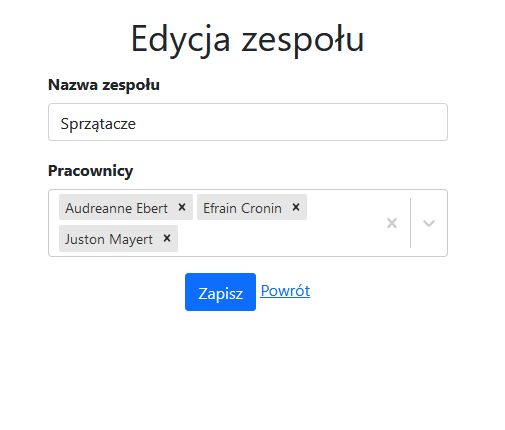 Edycja zespołu
Nazwa zespołu
Sprzątacze
Pracownicy
Audreanne Ebert × Efrain Cronin ×
Juston Mayert ×
Zapisz Powrót